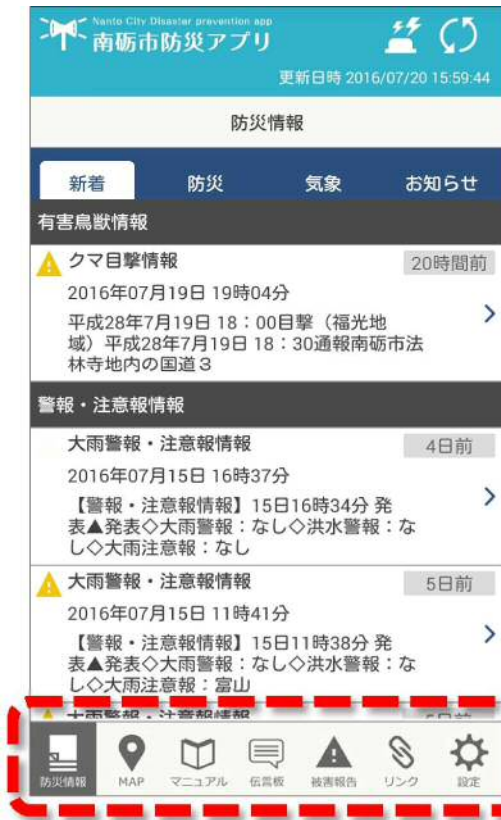 Nanto City Disaster prevention app
南砺市防災アプリ
更新日時 2016/07/20 15:59:44
防災情報
新着 防災 気象 お知らせ
有害鳥獣情報
クマ目撃情報 20時間前
2016年07月19日 19時04分
平成28年7月19日 18:00目撃(福光地
域)平成28年7月19日 18:30通報南砺市法
林寺地内の国道3
警報・注意報情報
大雨警報・注意報情報 4日前
2016年07月15日 16時37分
【警報・注意報情報】15日16時34分 発
表▲発表◇大雨警報:なし◇洪水警報:な
し◇大雨注意報:なし
大雨警報・注意報情報 5日前
2016年07月15日 11時41分
【警報・注意報情報】15日11時38分 発
表▲発表◇大雨警報:なし◇洪水警報:な
し◇大雨注意報:富山
大雨警報・注意報情報
防災情報 MAP マニュアル 伝言板 被害報告 リンク 設定